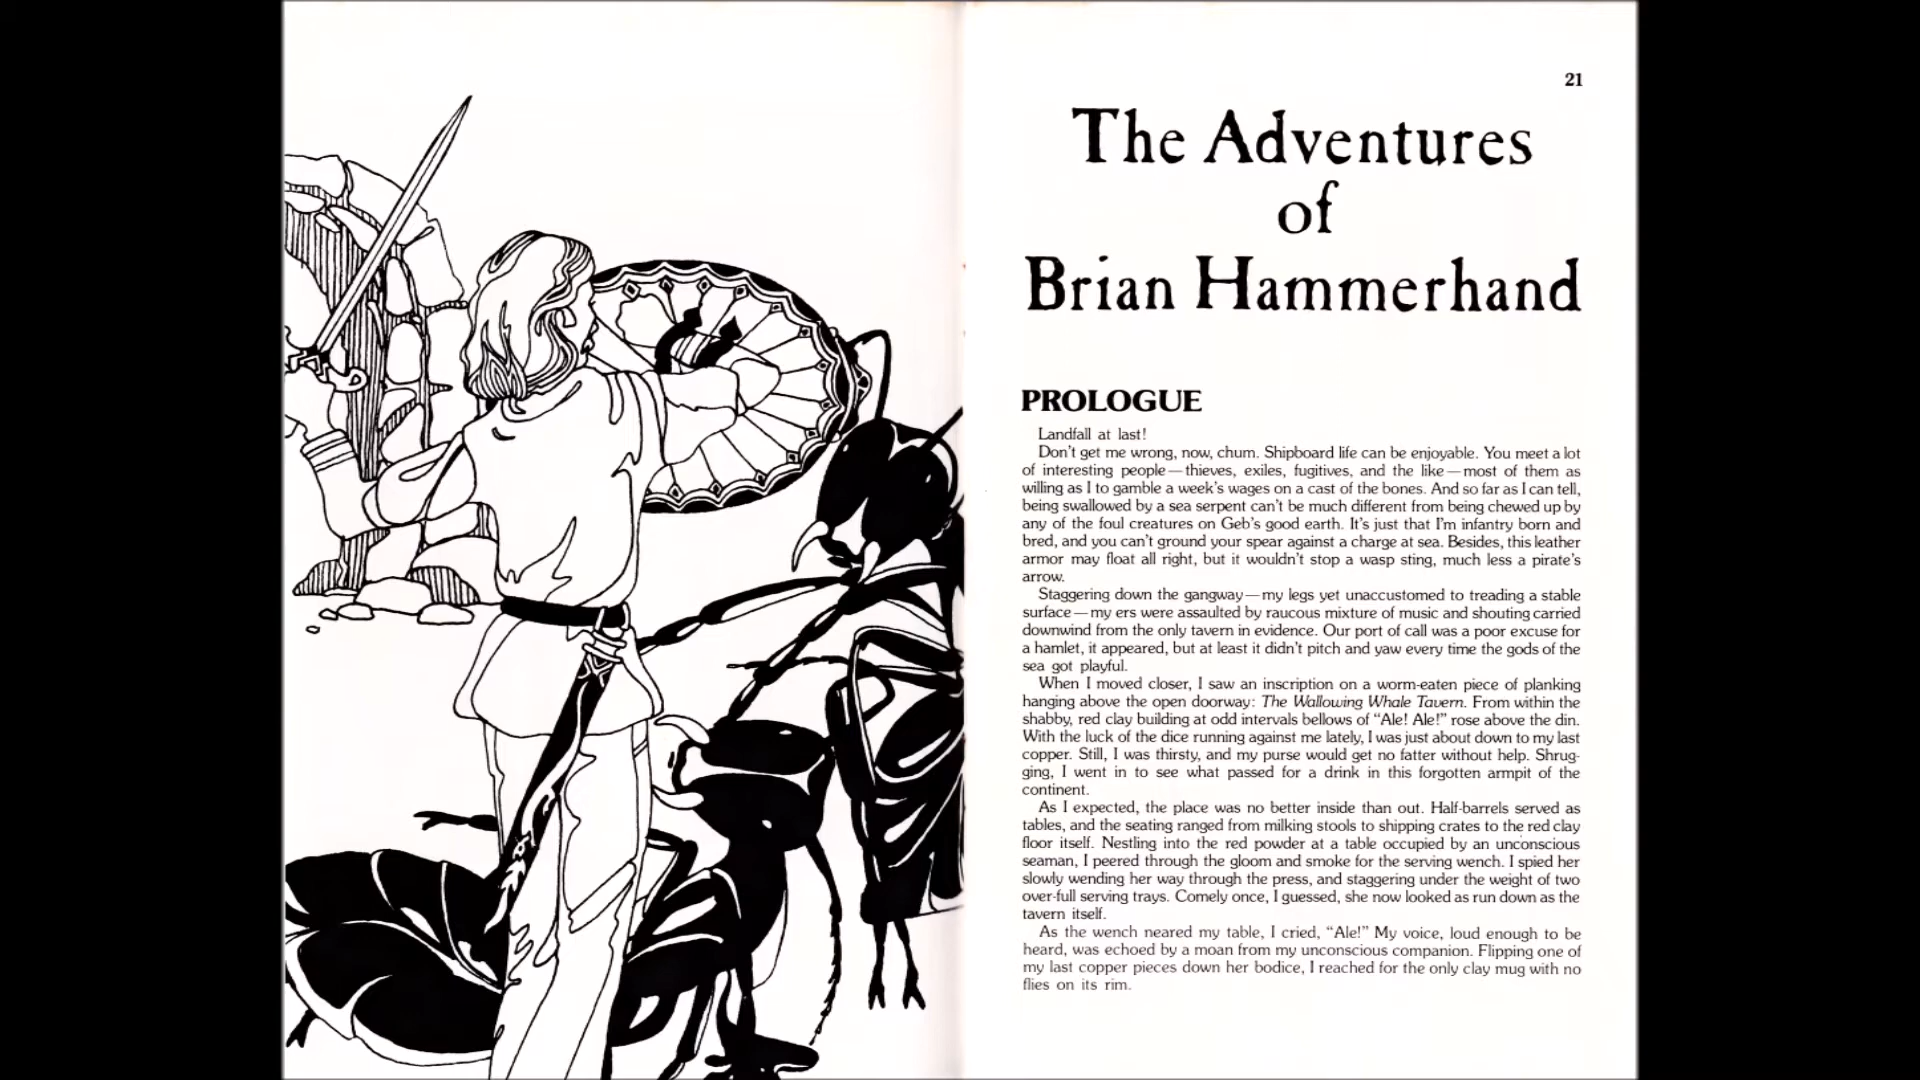 21
The Adventures
of
Brian Hammerhand
PROLOGUE
Landfall at last!
Don't get me wrong, now, chum. Shipboard life can be enjoyable. You meet a lot
of interesting people—thieves, exiles, fugitives, and the like—most of them as
willing as I to gamble a week's wages on a cast of the bones. And so far as I can tell,
being swallowed by a sea serpent can't be much different from being chewed up by
any of the foul creatures on Geb's good earth. It's just that I'm infantry born and
bred, and you can't ground your spear against a charge at sea. Besides, this leather
armor may float all right, but it wouldn't stop a wasp sting, much less a pirate's
arrow.
Staggering down the gangway—my legs yet unaccustomed to treading a stable
surface—my ers were assaulted by raucous mixture of music and shouting carried
downwind from the only tavern in evidence. Our port of call was a poor excuse for
a hamlet, it appeared, but at least it didn't pitch and yaw every time the gods of the
sea got playful.
When I moved closer, I saw an inscription on a worm-eaten piece of planking
hanging above the open doorway: The Wallowing Whale Tavern. From within the
shabby, red clay building at odd intervals bellows of "Ale! Ale!" rose above the din.
With the luck of the dice running against me lately, I was just about down to my last
copper. Still, I was thirsty, and my purse would get no fatter without help. Shrug-
ging, I went in to see what passed for a drink in this forgotten armpit of the
continent.
As I expected, the place was no better inside than out. Half-barrels served as
tables, and the seating ranged from milking stools to shipping crates to the red clay
floor itself. Nestling into the red powder at a table occupied by an unconscious
seaman, I peered through the gloom and smoke for the serving wench. I spied her
slowly wending her way through the press, and staggering under the weight of two
over-full serving trays. Comely once, I guessed, she now looked as run down as the
tavern itself.
As the wench neared my table, I cried, "Ale!" My voice, loud enough to be
heard, was echoed by a moan from my unconscious companion. Flipping one of
my last copper pieces down her bodice, I reached for the only clay mug with no
flies on its rim.